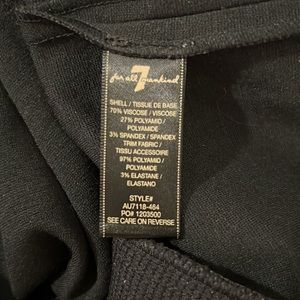 for all 7 mankind
SHELL / TISSUE DE BASE
70% VISCOSE / VISCOSE
27% POLYAMID /
POLYAMIDE
3% SPANDEX / SPANDEX
TRIM FABRIC /
TISSU ACCESSOIRE
97% POLYAMID /
POLYAMIDE
3% ELASTANE /
ELASTANO
STYLE#
AU7118-464
PO# 1203500
SEE CARE ON REVERSE